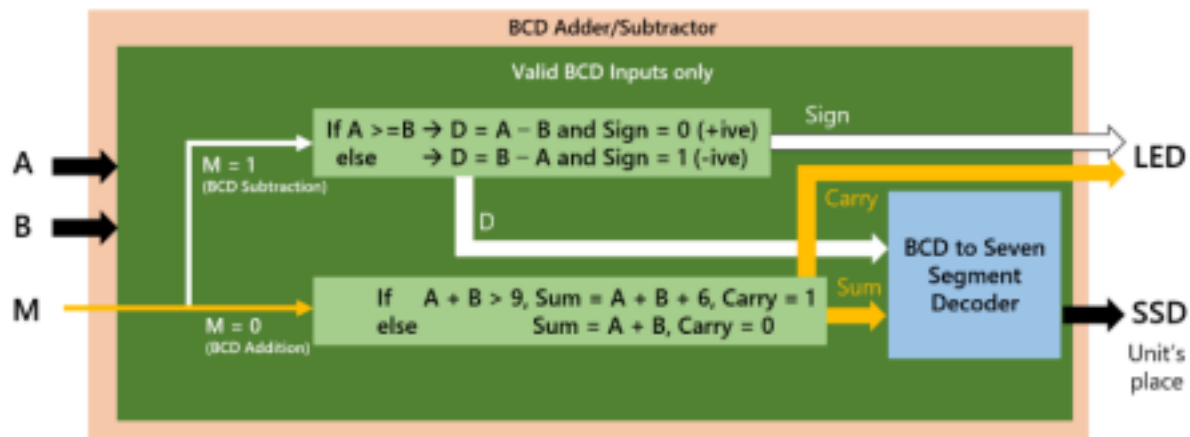 BCD Adder/Subtractor
Valid BCD Inputs only
If A >=B → D = A − B and Sign = 0 (+ive)
else → D = B − A and Sign = 1 (-ive)
Sign
LED
A
M = 1
(BCD Subtraction)
Carry
B
D
BCD to Seven
Segment
Decoder
If A + B > 9, Sum = A + B + 6, Carry = 1
else Sum = A + B, Carry = 0
Sum
M
M = 0
(BCD Addition)
SSD
Unit's
place